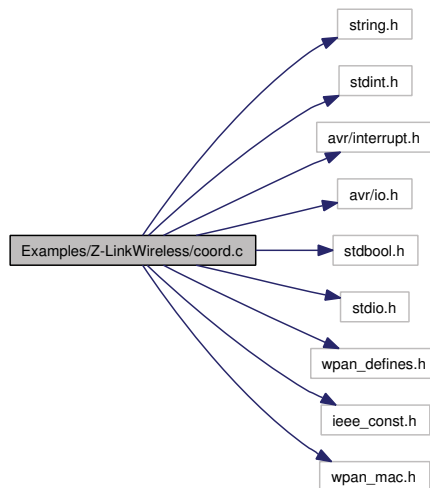 string.h
stdint.h
avr/interrupt.h
avr/io.h
Examples/Z-LinkWireless/coord.c
stdbool.h
stdio.h
wpan_defines.h
ieee_const.h
wpan_mac.h